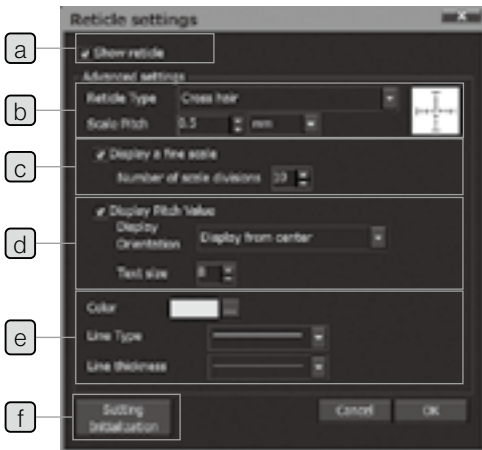 Reticle settings
a
Show reticle
Advanced settings
b
Reticle Type Cross hair
Scale Pitch 0.5 mm
c
Display a fine scale
Number of scale divisions 10
d
Display Pitch Value
Display
Orientation Display from center
Text size 8
e
Color
Line Type
Line thickness
f
Setting
Initialization
Cancel OK